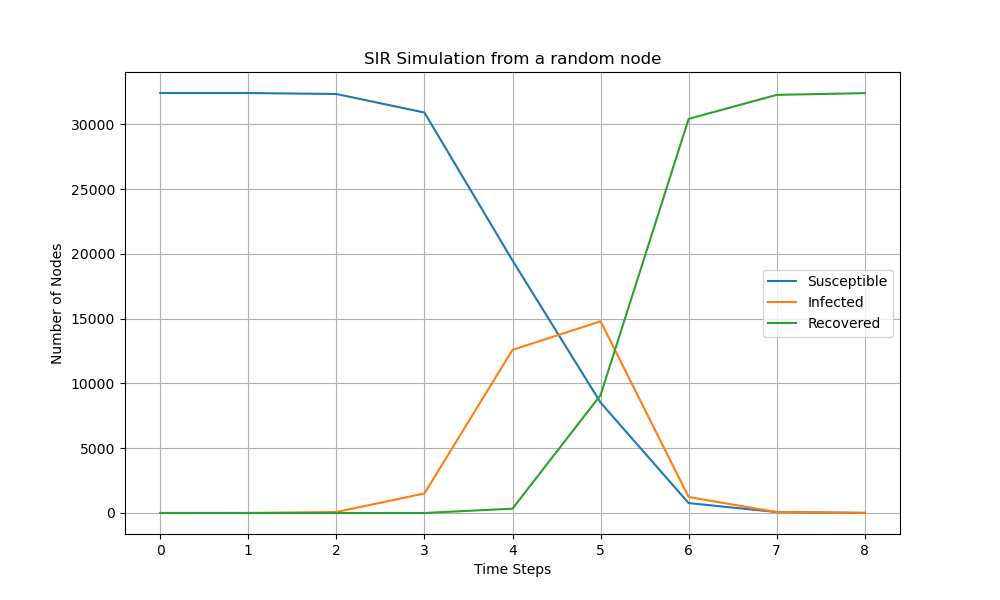 SIR Simulation from a random node
30000
25000
20000
15000
10000
5000
0
Number of Nodes
Susceptible
Infected
Recovered
0 1 2 3 4 5 6 7 8
Time Steps